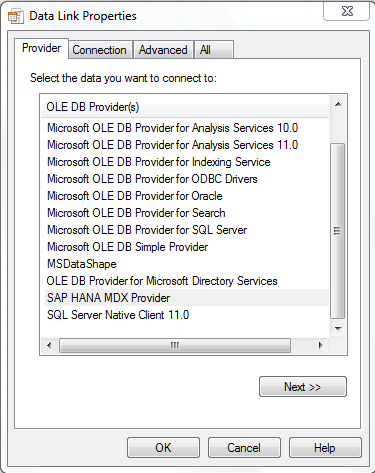 Data Link Properties
Provider Connection Advanced All
Select the data you want to connect to:
OLE DB Provider(s)
Microsoft OLE DB Provider for Analysis Services 10.0
Microsoft OLE DB Provider for Analysis Services 11.0
Microsoft OLE DB Provider for Indexing Service
Microsoft OLE DB Provider for ODBC Drivers
Microsoft OLE DB Provider for Oracle
Microsoft OLE DB Provider for Search
Microsoft OLE DB Provider for SQL Server
Microsoft OLE DB Simple Provider
MSDataShape
OLE DB Provider for Microsoft Directory Services
SAP HANA MDX Provider
SQL Server Native Client 11.0
Next >>
OK Cancel Help